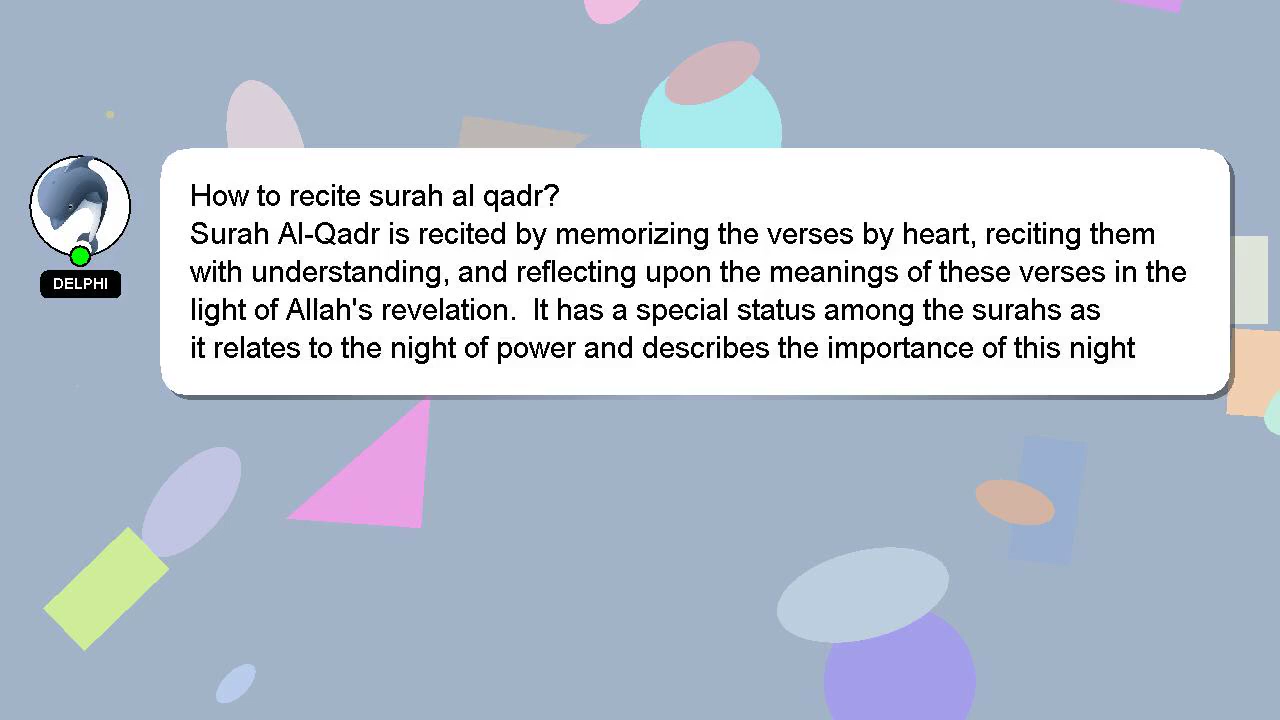 How to recite surah al qadr?
Surah Al-Qadr is recited by memorizing the verses by heart, reciting them
with understanding, and reflecting upon the meanings of these verses in the
light of Allah's revelation.  It has a special status among the surahs as
it relates to the night of power and describes the importance of this night
DELPHI